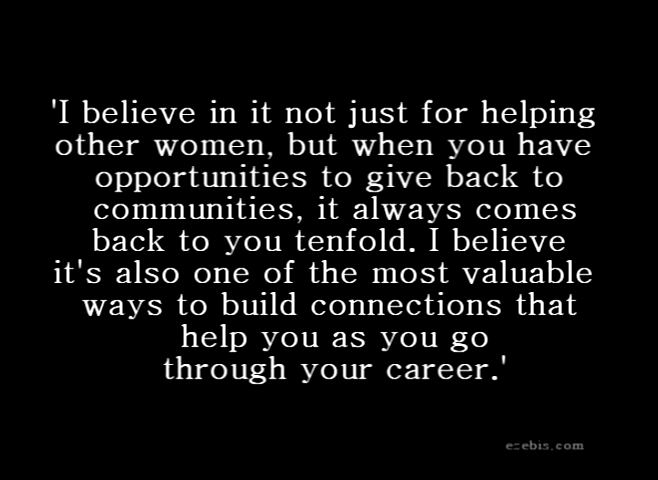 'I believe in it not just for helping
other women, but when you have
opportunities to give back to
communities, it always comes
back to you tenfold. I believe
it's also one of the most valuable
ways to build connections that
help you as you go
through your career.'